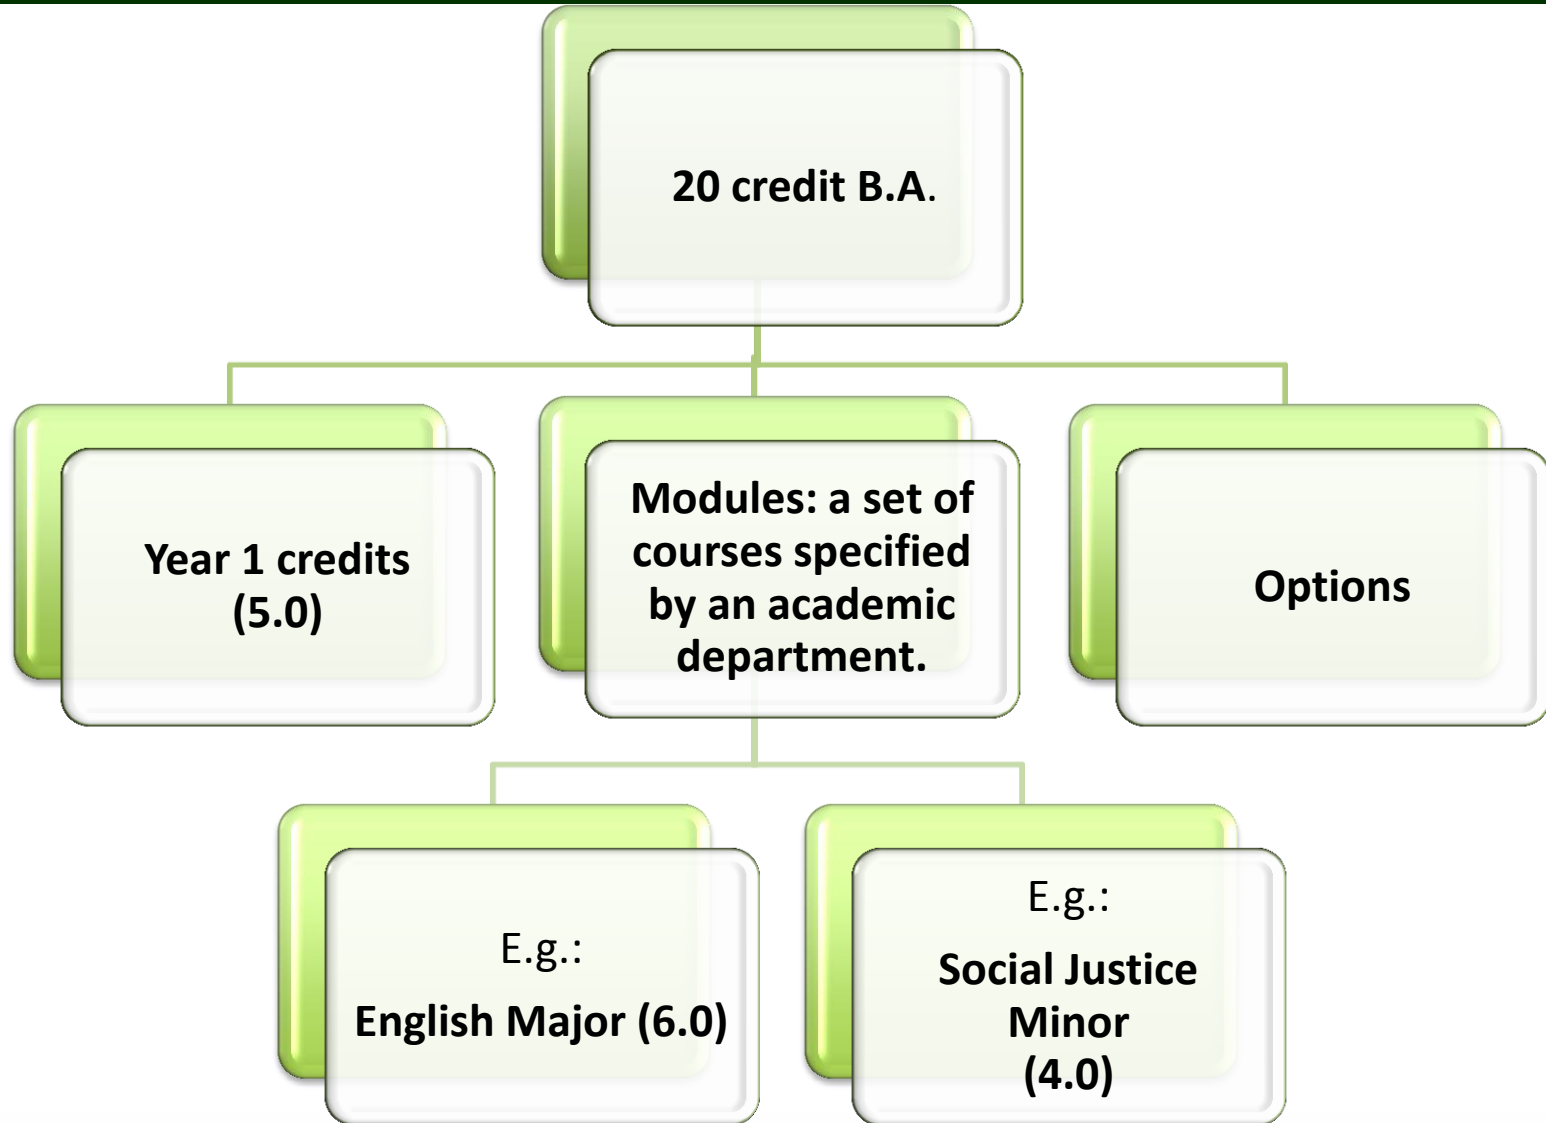 20 credit B.A.
Year 1 credits
(5.0)
Modules: a set of
courses specified
by an academic
department.
Options
E.g.:
English Major (6.0)
E.g.:
Social Justice
Minor
(4.0)